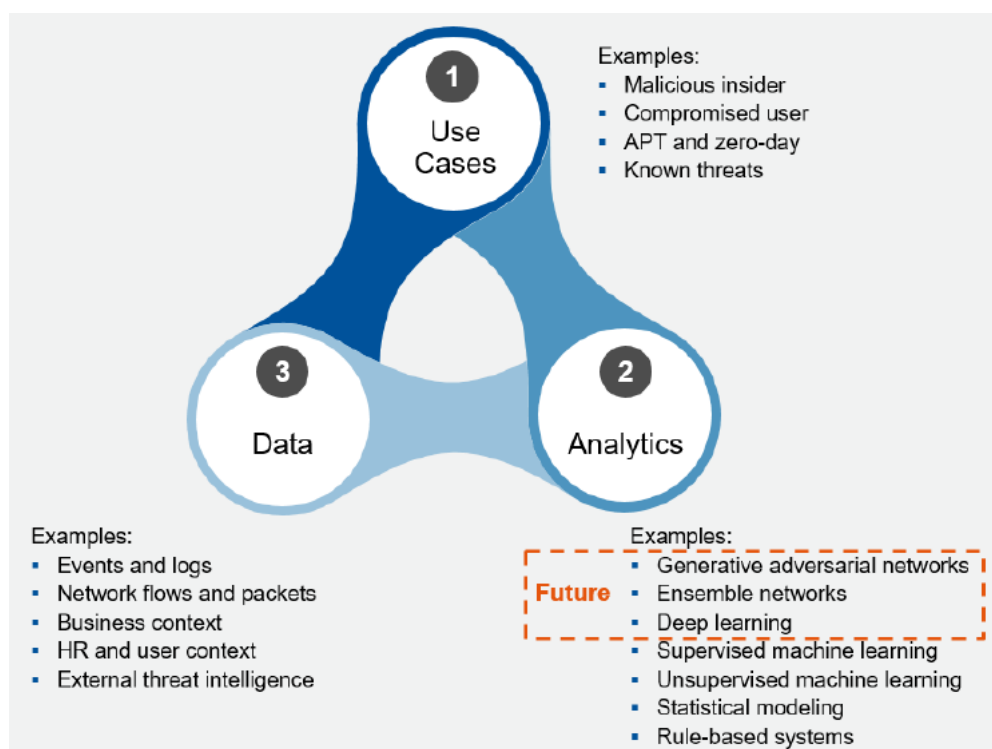 1
Use
Cases
Examples:
▪ Malicious insider
▪ Compromised user
▪ APT and zero-day
▪ Known threats
3
Data
2
Analytics
Examples:
▪ Events and logs
▪ Network flows and packets
▪ Business context
▪ HR and user context
▪ External threat intelligence
Examples:
Future
▪ Generative adversarial networks
▪ Ensemble networks
▪ Deep learning
▪ Supervised machine learning
▪ Unsupervised machine learning
▪ Statistical modeling
▪ Rule-based systems